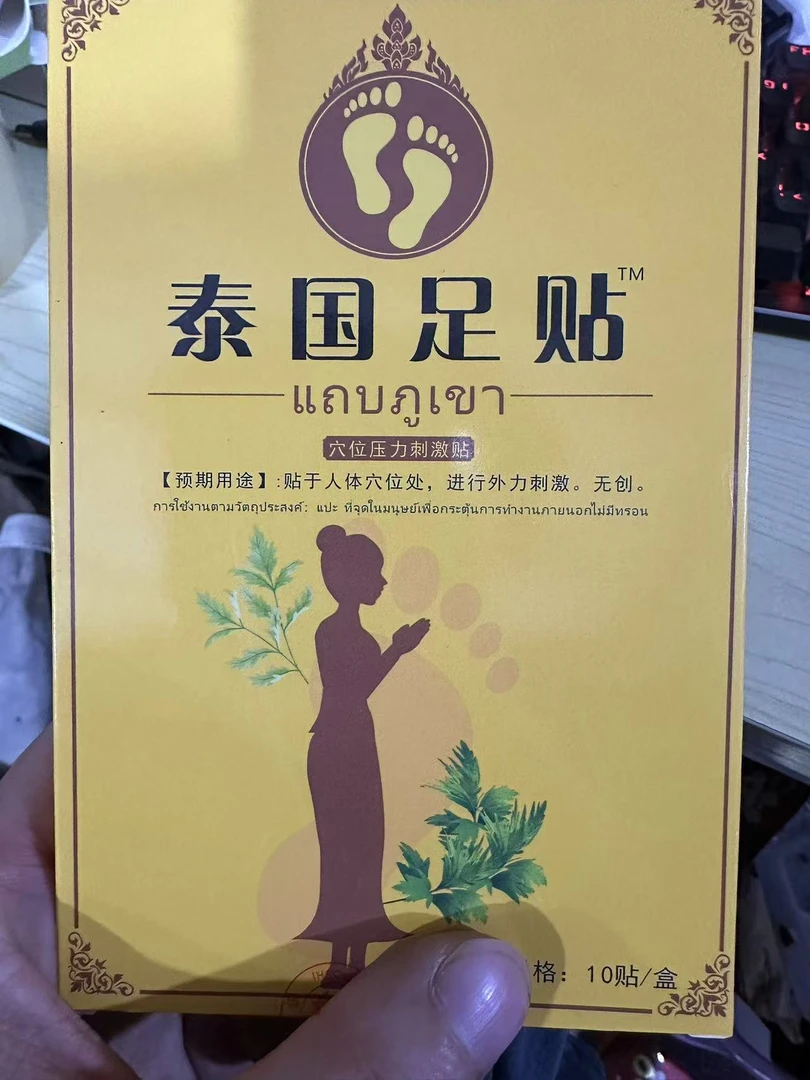 泰国足贴™
แถบภูเขา
穴位压力刺激贴
【预期用途】:贴于人体穴位处，进行外力刺激。无创。
การใช้งานตามวัตถุประสงค์: แปะ ที่จุดในมนุษย์เพื่อกระตุ้นการทำงานภายนอกไม่มีทรอน
格：10贴/盒